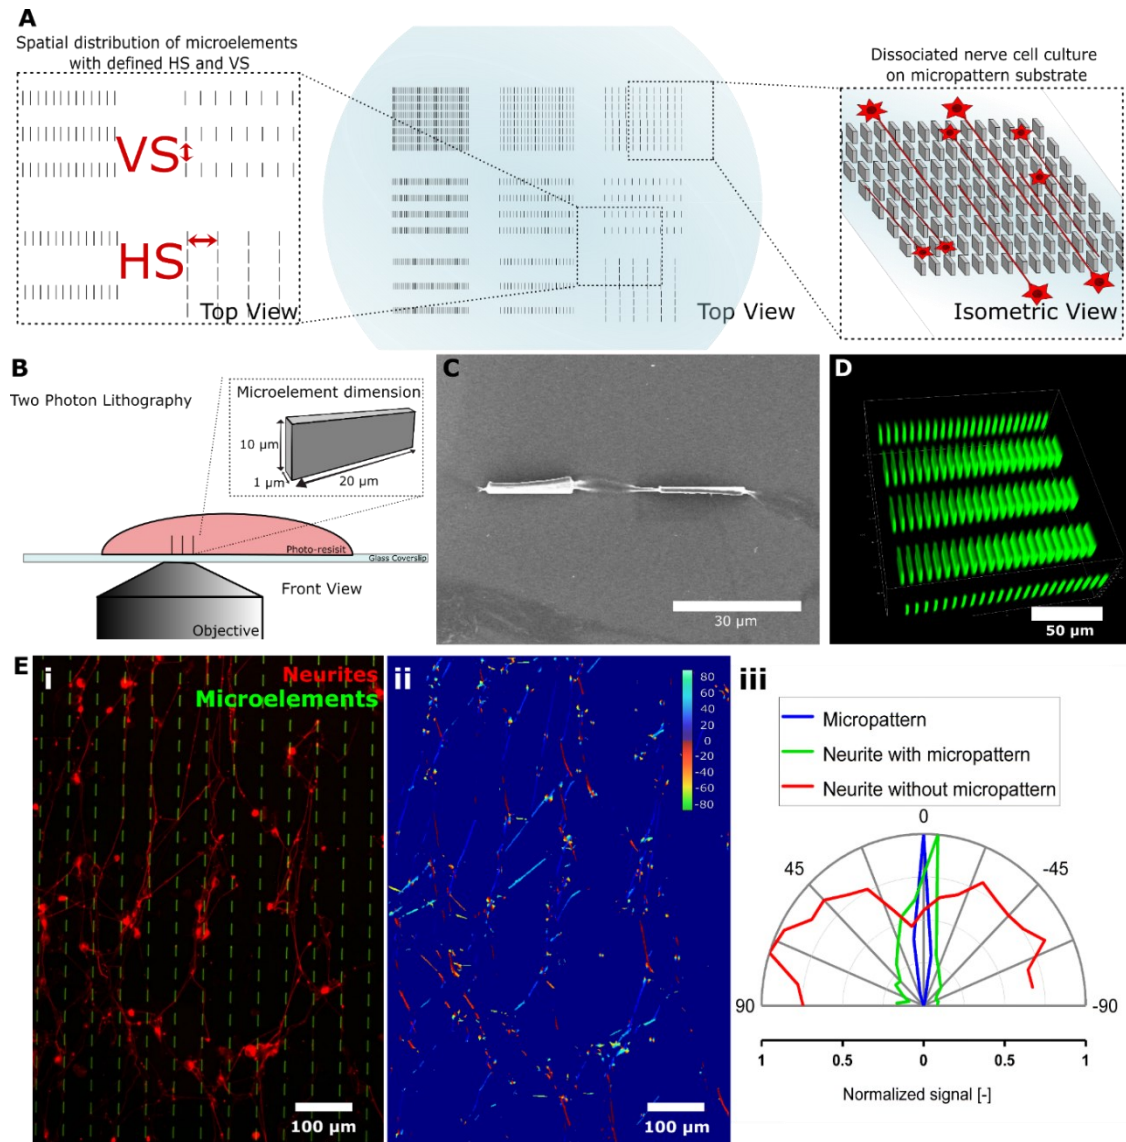 A
Spatial distribution of microelements
with defined HS and VS
VS
HS
Top View
Top View
Dissociated nerve cell culture
on micropattern substrate
Isometric View
B
Two Photon Lithography
Microelement dimension
10 µm
1 µm
20 µm
Photo-resisit
Glass Coverslip
Front View
Objective
C
30 µm
D
50 µm
E
i
Neurites
Microelements
100 µm
ii
80
60
40
20
0
-20
-40
-60
-80
100 µm
iii
Micropattern
Neurite with micropattern
Neurite without micropattern
0
45
-45
90
-90
1
0.5
0
0.5
1
Normalized signal [-]